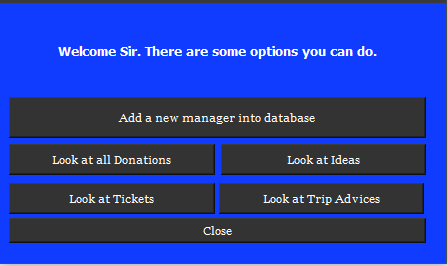 Welcome Sir. There are some options you can do.
Add a new manager into database
Look at all Donations
Look at Ideas
Look at Tickets
Look at Trip Advices
Close